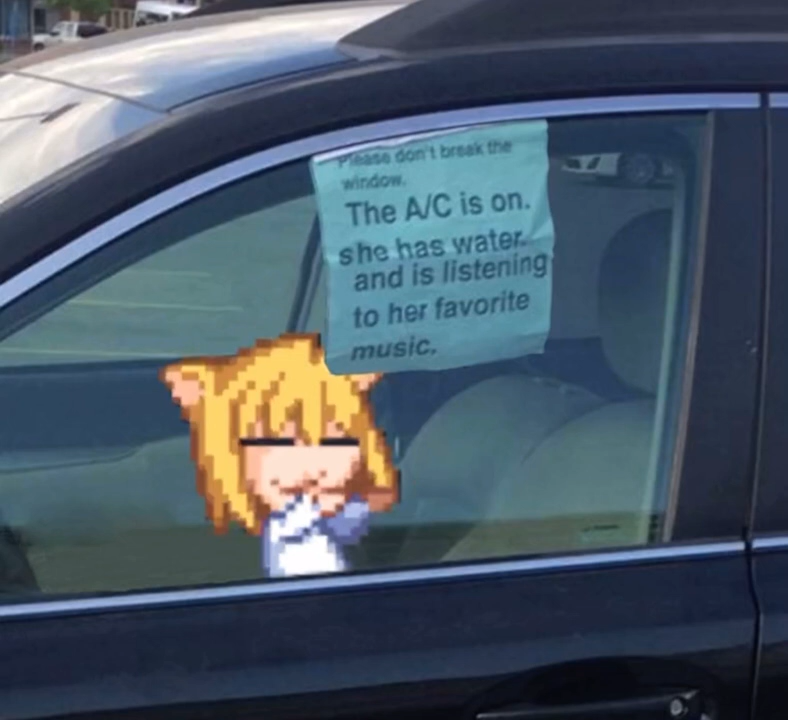 Please don't break the
window.
The A/C is on.
she has water.
and is listening
to her favorite
music.